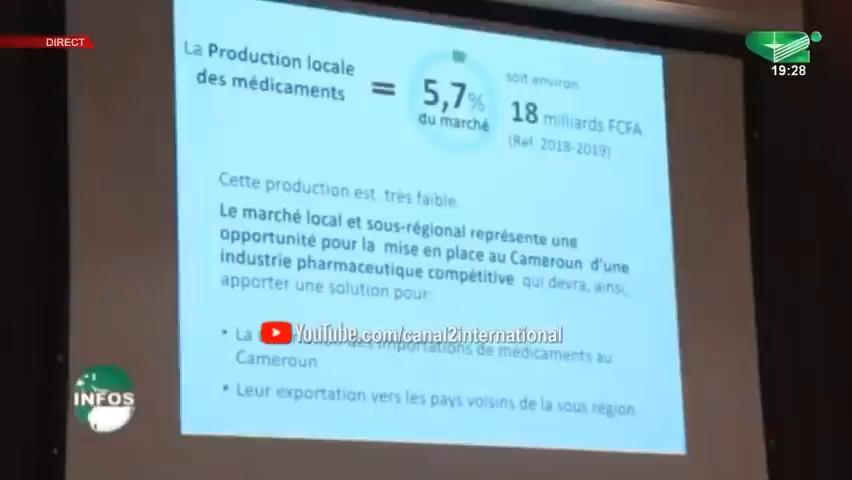 DIRECT
19:28
La Production locale
des médicaments
=
5,7%
du marché
soit environ
18 milliards FCFA
(Réf. 2018-2019)
Cette production est très faible
Le marché local et sous-régional représente une
opportunité pour la mise en place au Cameroun d'une
industrie pharmaceutique compétitive qui devra, ainsi,
apporter une solution pour
• La des importations de médicaments au
Cameroun
• Leur exportation vers les pays voisins de la sous région
YouTube.com/canal2international
INFOS